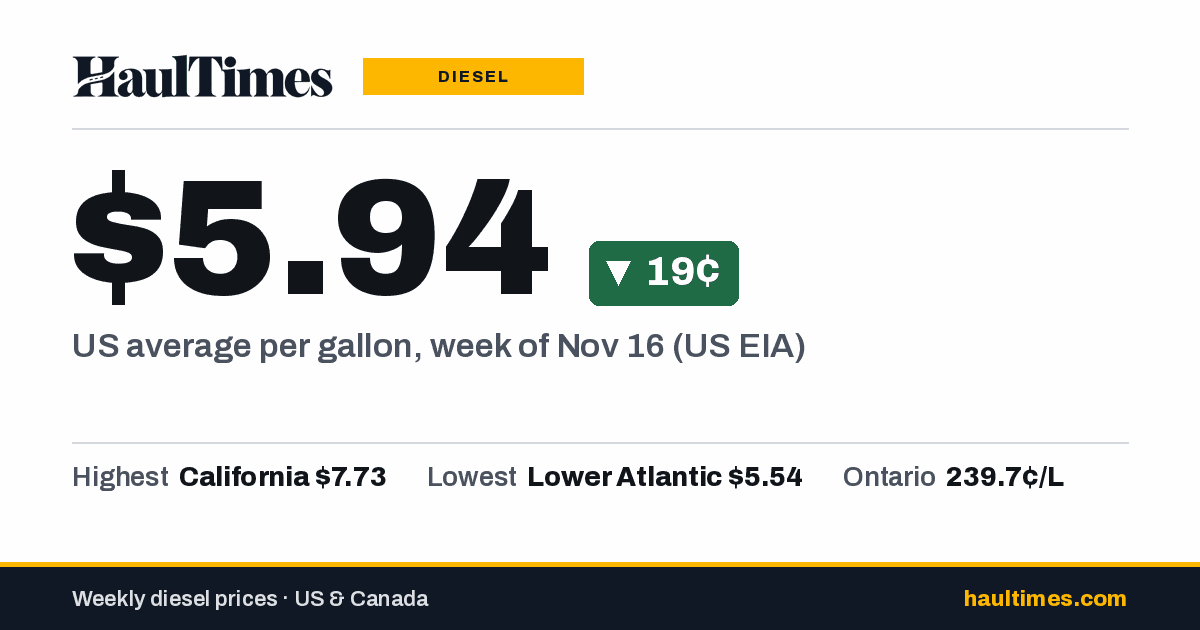 HaulTimes DIESEL
$5.94 ▼ 19¢
US average per gallon, week of Nov 16 (US EIA)
Highest California $7.73 Lowest Lower Atlantic $5.54 Ontario 239.7¢/L
Weekly diesel prices · US & Canada haultimes.com